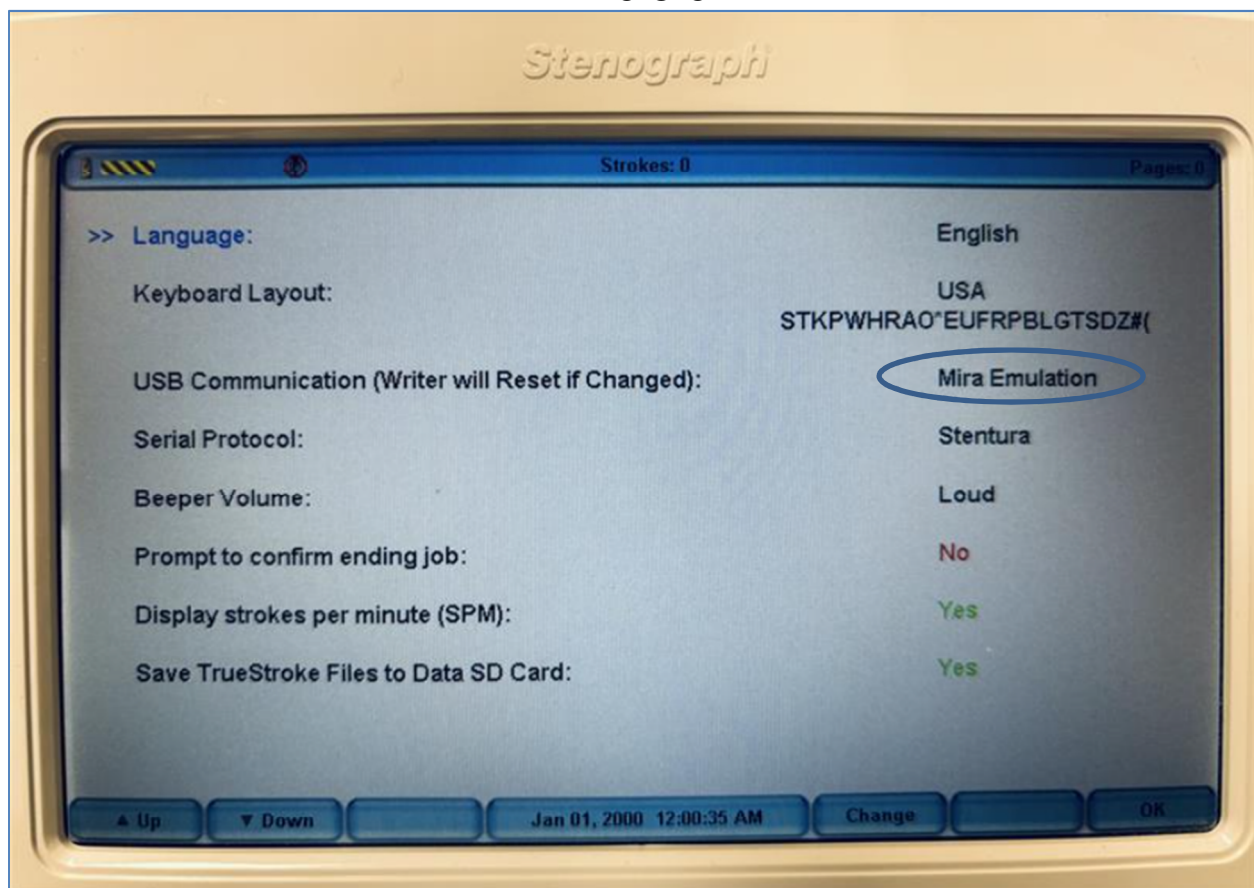 Stenograph
Strokes: 0 Pages: 0
>> Language: English
Keyboard Layout: USA
STKPWHRAO*EUFRPBLGTSDZ#(
USB Communication (Writer will Reset if Changed): Mira Emulation
Serial Protocol: Stentura
Beeper Volume: Loud
Prompt to confirm ending job: No
Display strokes per minute (SPM): Yes
Save TrueStroke Files to Data SD Card: Yes
▲ Up ▼ Down Jan 01, 2000 12:00:35 AM Change OK